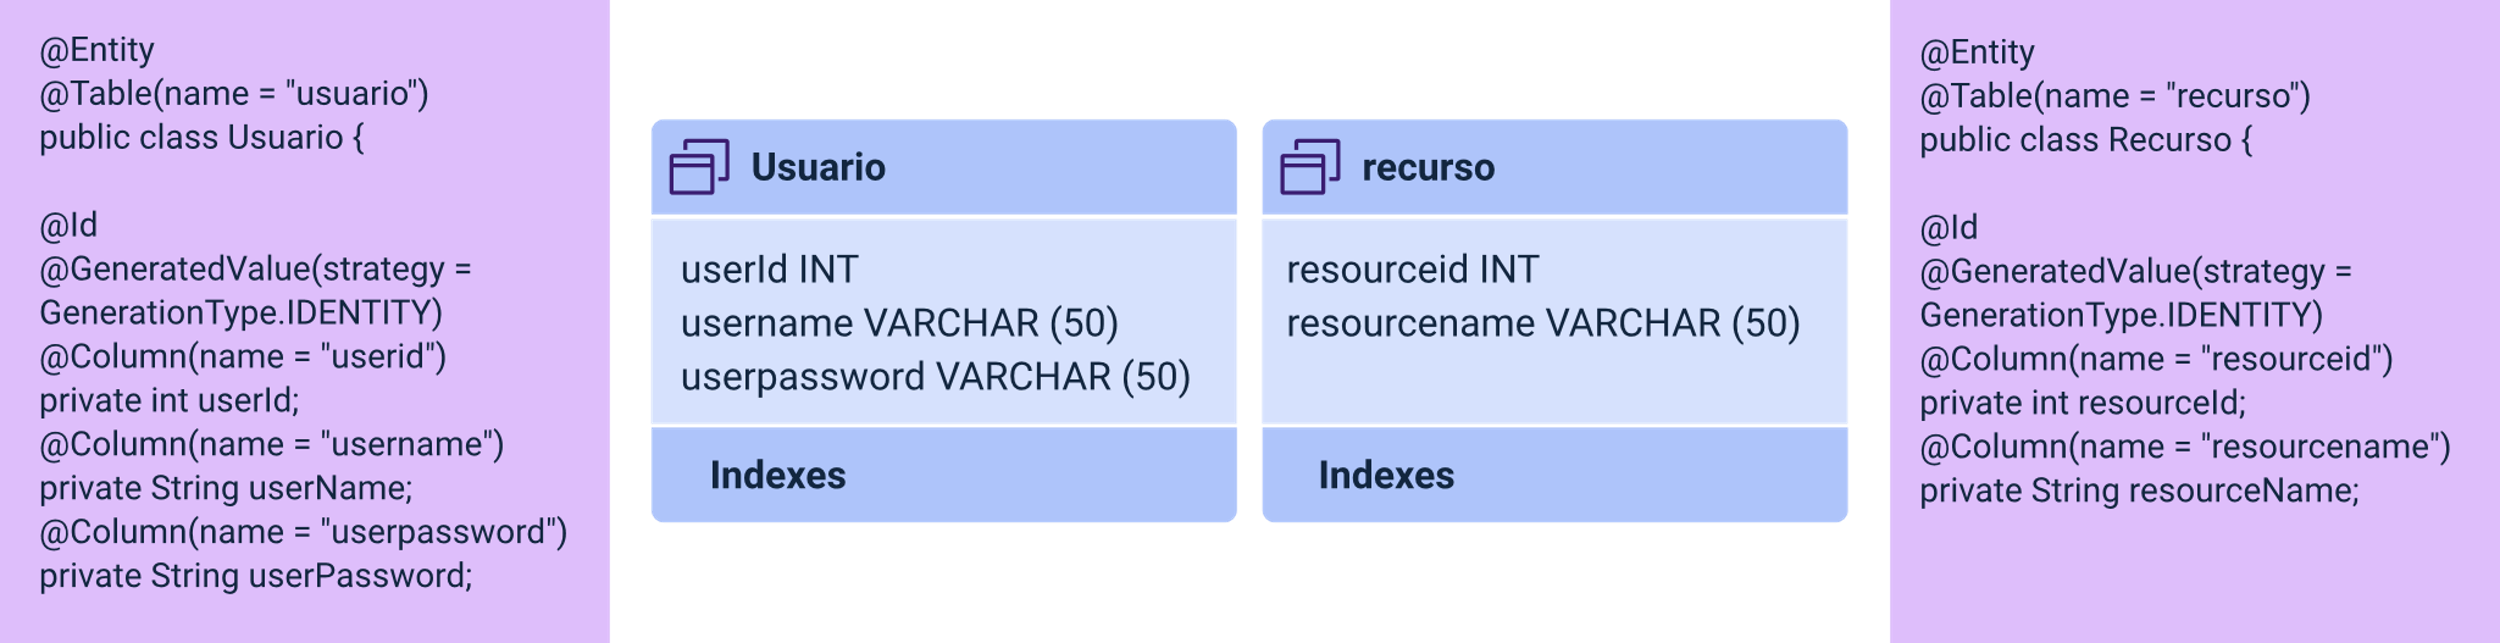 @Entity
@Table(name = "usuario")
public class Usuario {
@Id
@GeneratedValue(strategy =
GenerationType.IDENTITY)
@Column(name = "userid")
private int userId;
@Column(name = "username")
private String userName;
@Column(name = "userpassword")
private String userPassword;
Usuario
userId INT
username VARCHAR (50)
userpassword VARCHAR (50)
Indexes
recurso
resourceid INT
resourcename VARCHAR (50)
Indexes
@Entity
@Table(name = "recurso")
public class Recurso {
@Id
@GeneratedValue(strategy =
GenerationType.IDENTITY)
@Column(name = "resourceid")
private int resourceId;
@Column(name = "resourcename")
private String resourceName;